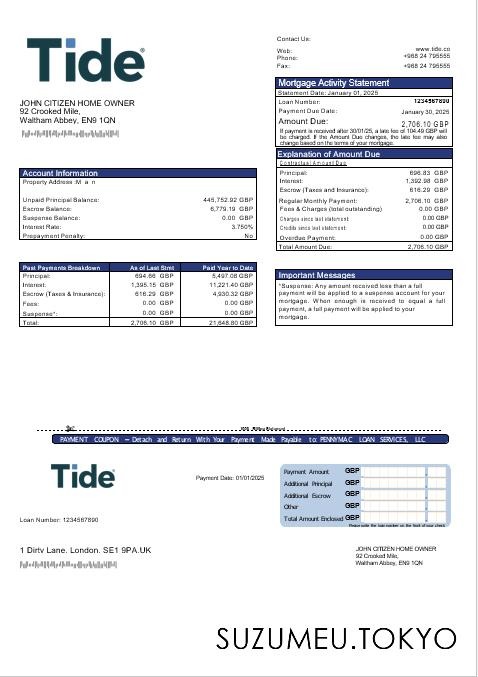 Tide
Contact Us:
Web: www.tide.co
Phone: +968 24 795555
Fax: +968 24 795555
Mortgage Activity Statement
Statement Date: January 01, 2025
Loan Number: 1234567890
Payment Due Date: January 30, 2025
Amount Due: 2,706.10 GBP
If payment is received after 30/01/25, a late fee of 104.49 GBP will
be charged. If the Amount Due changes, the late fee may also
change based on the terms of your mortgage.
JOHN CITIZEN HOME OWNER
92 Crooked Mile,
Waltham Abbey, EN9 1QN
Explanation of Amount Due
Contractual Amount Due
Principal: 696.83 GBP
Interest: 1,392.98 GBP
Escrow (Taxes and Insurance): 616.29 GBP
Regular Monthly Payment: 2,706.10 GBP
Fees & Charges (total outstanding) 0.00 GBP
Charges since last statement: 0.00 GBP
Credits since last statement: 0.00 GBP
Overdue Payment: 0.00 GBP
Total Amount Due: 2,706.10 GBP
Account Information
Property Address :M a n
Unpaid Principal Balance: 445,752.92 GBP
Escrow Balance: 6,779.19 GBP
Suspense Balance: 0.00 GBP
Interest Rate: 3.750%
Prepayment Penalty: No
Past Payments Breakdown As of Last Stmt Paid Year to Date
Principal: 694.66 GBP 5,497.08 GBP
Interest: 1,395.15 GBP 11,221.40 GBP
Escrow (Taxes & Insurance): 616.29 GBP 4,930.32 GBP
Fees: 0.00 GBP 0.00 GBP
Suspense*: 0.00 GBP 0.00 GBP
Total: 2,706.10 GBP 21,648.80 GBP
Important Messages
*Suspense: Any amount received less than a full
payment will be applied to a suspense account for your
mortgage. When enough is received to equal a full
payment, a full payment will be applied to your
mortgage.
PAYMENT COUPON – Detach and Return With Your Payment Made Payable to: PENNYMAC LOAN SERVICES, LLC
Tide
Payment Date: 01/01/2025
Payment Amount GBP
Additional Principal GBP
Additional Escrow GBP
Other GBP
Total Amount Enclosed GBP
Please write the loan number on the front of your check
Loan Number: 1234567890
1 Dirty Lane, London, SE1 9PA,UK
JOHN CITIZEN HOME OWNER
92 Crooked Mile,
Waltham Abbey, EN9 1QN
SUZUMEU.TOKYO